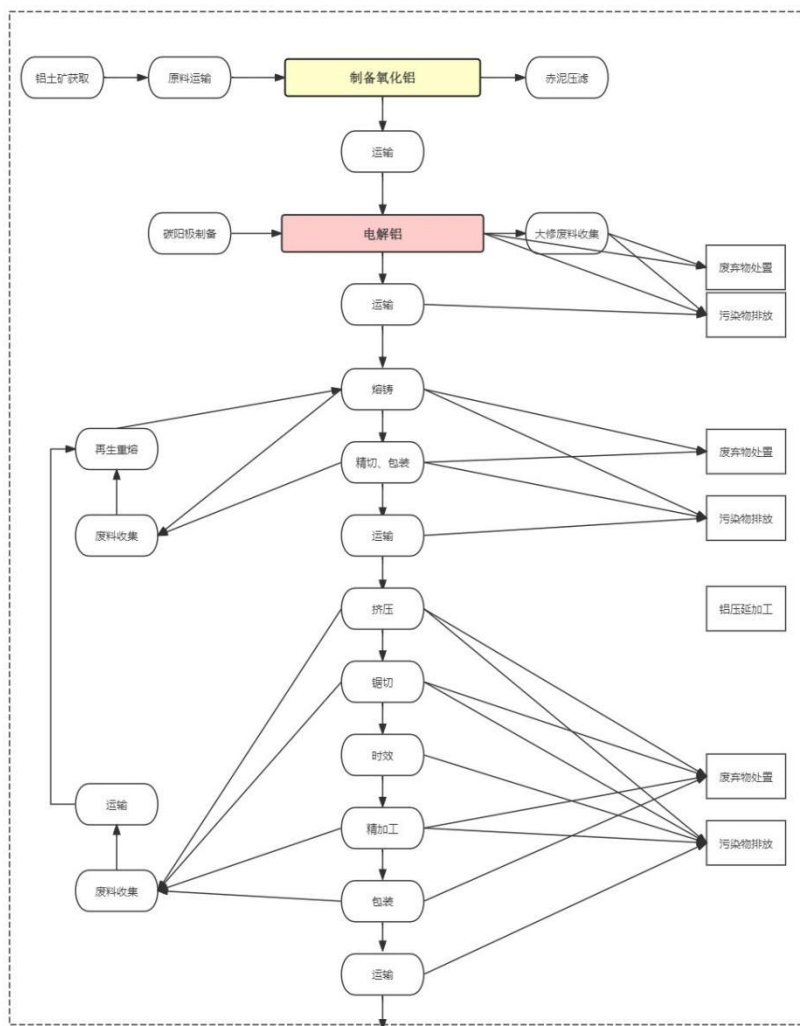 铝土矿获取
原料运输
制备氧化铝
赤泥压滤
运输
碳阳极制备
电解铝
大修废料收集
废弃物处置
运输
污染物排放
熔铸
再生重熔
精切、包装
废弃物处置
废料收集
运输
污染物排放
挤压
铝压延加工
锯切
时效
废弃物处置
运输
精加工
污染物排放
废料收集
包装
运输